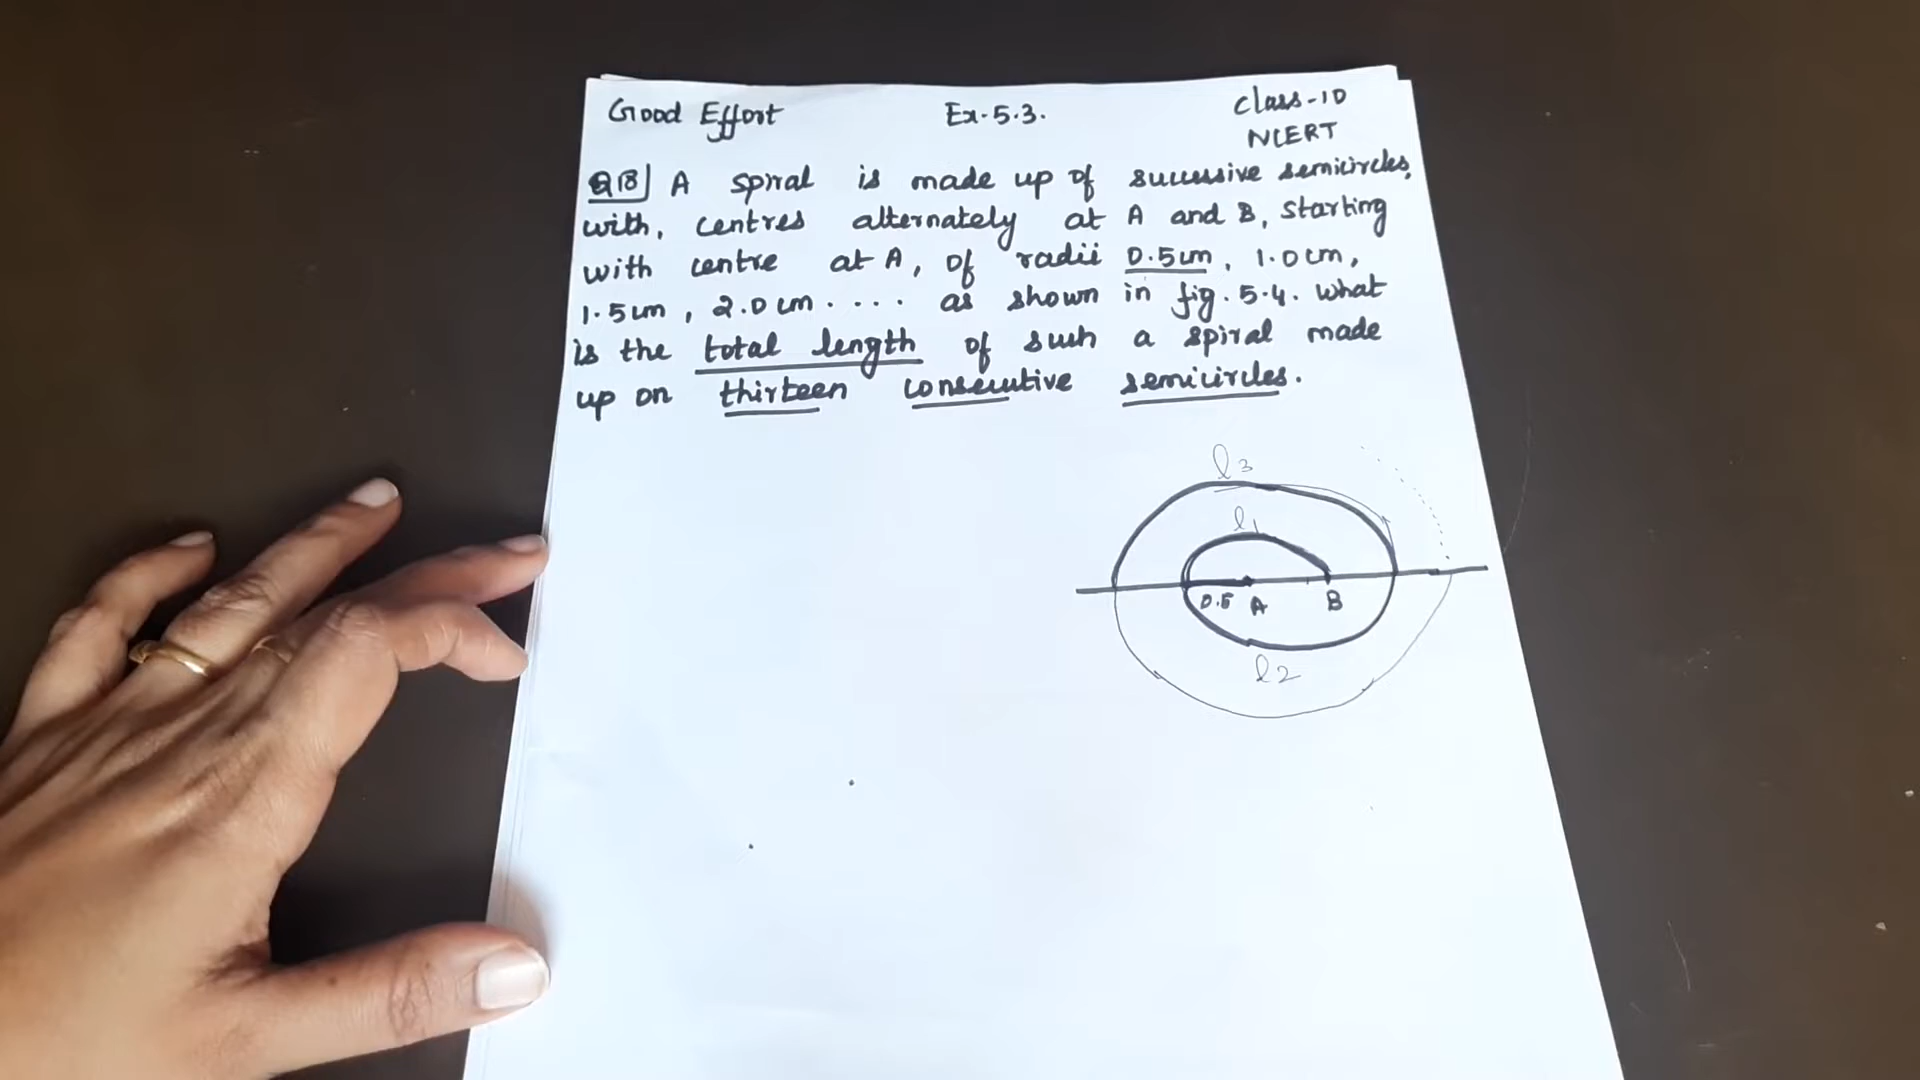 Good Effort Ex-5.3. Class-10
NCERT
Q18] A spiral is made up of successive semicircles,
with, centres alternately at A and B, starting
with centre at A, of radii 0.5cm, 1.0cm,
1.5cm, 2.0cm.... as shown in fig. 5.4. What
is the total length of such a spiral made
up on thirteen consecutive semicircles.
l3
l1
0.5 A B
l2